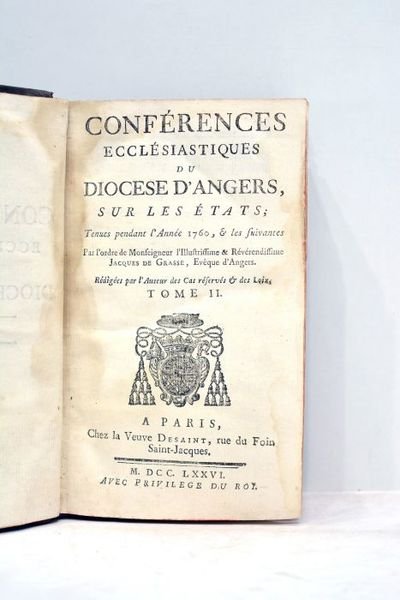 CONFÉRENCES
ECCLÉSIASTIQUES
DU
DIOCESE D'ANGERS,
SUR LES ÉTATS;
Tenues pendant l'Année 1760, & les suivantes
Par l'ordre de Monseigneur l'Illustrissime & Révérendissime
JACQUES DE GRASSE, Evêque d'Angers.
Rédigées par l'Auteur des Cas réservés & des Loix,
TOME II.
A PARIS,
Chez la Veuve DESAINT, rue du Foin
Saint-Jacques.
M. DCC. LXXVI.
AVEC PRIVILEGE DU ROI.